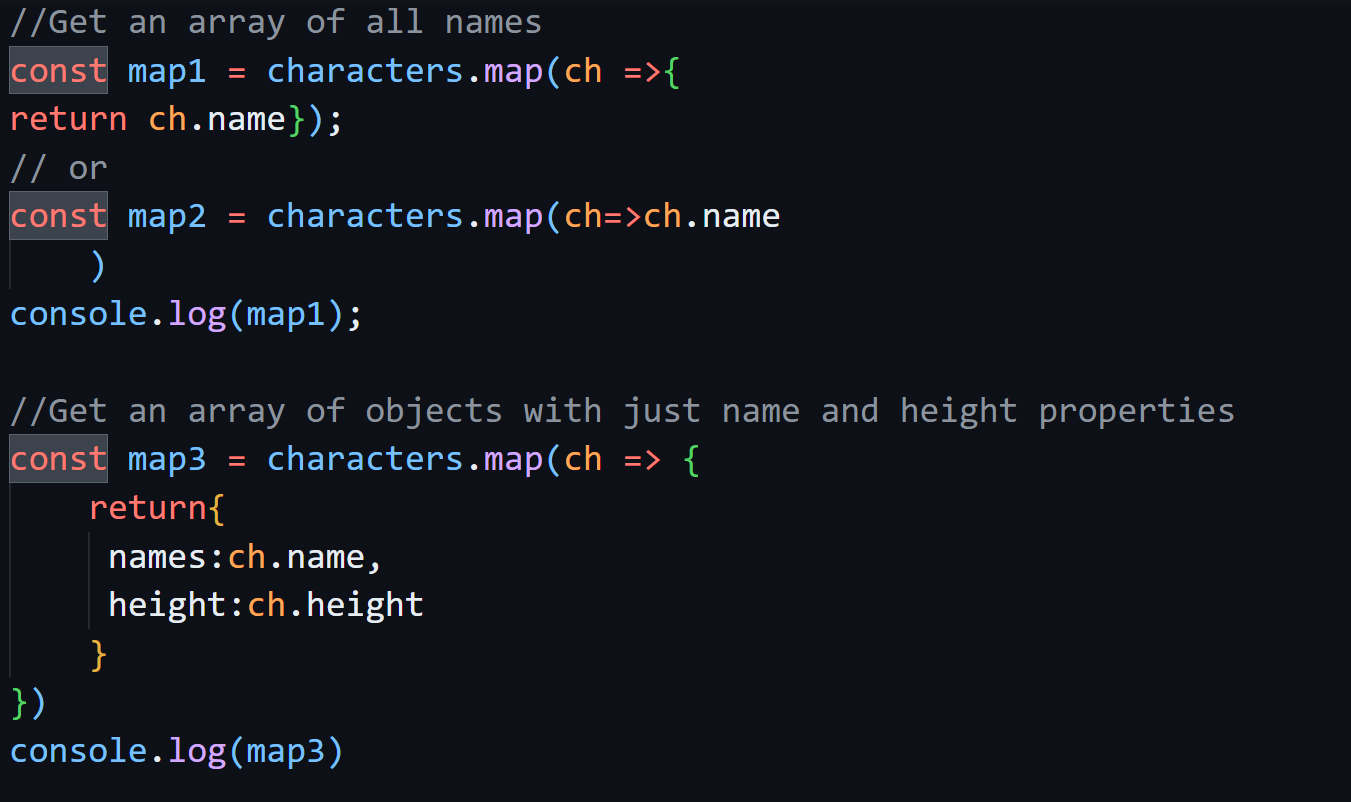 //Get an array of all names
const map1 = characters.map(ch =>{
return ch.name});
// or
const map2 = characters.map(ch=>ch.name
    )
console.log(map1);

//Get an array of objects with just name and height properties
const map3 = characters.map(ch => {
    return{
     names:ch.name,
     height:ch.height
    }
})
console.log(map3)